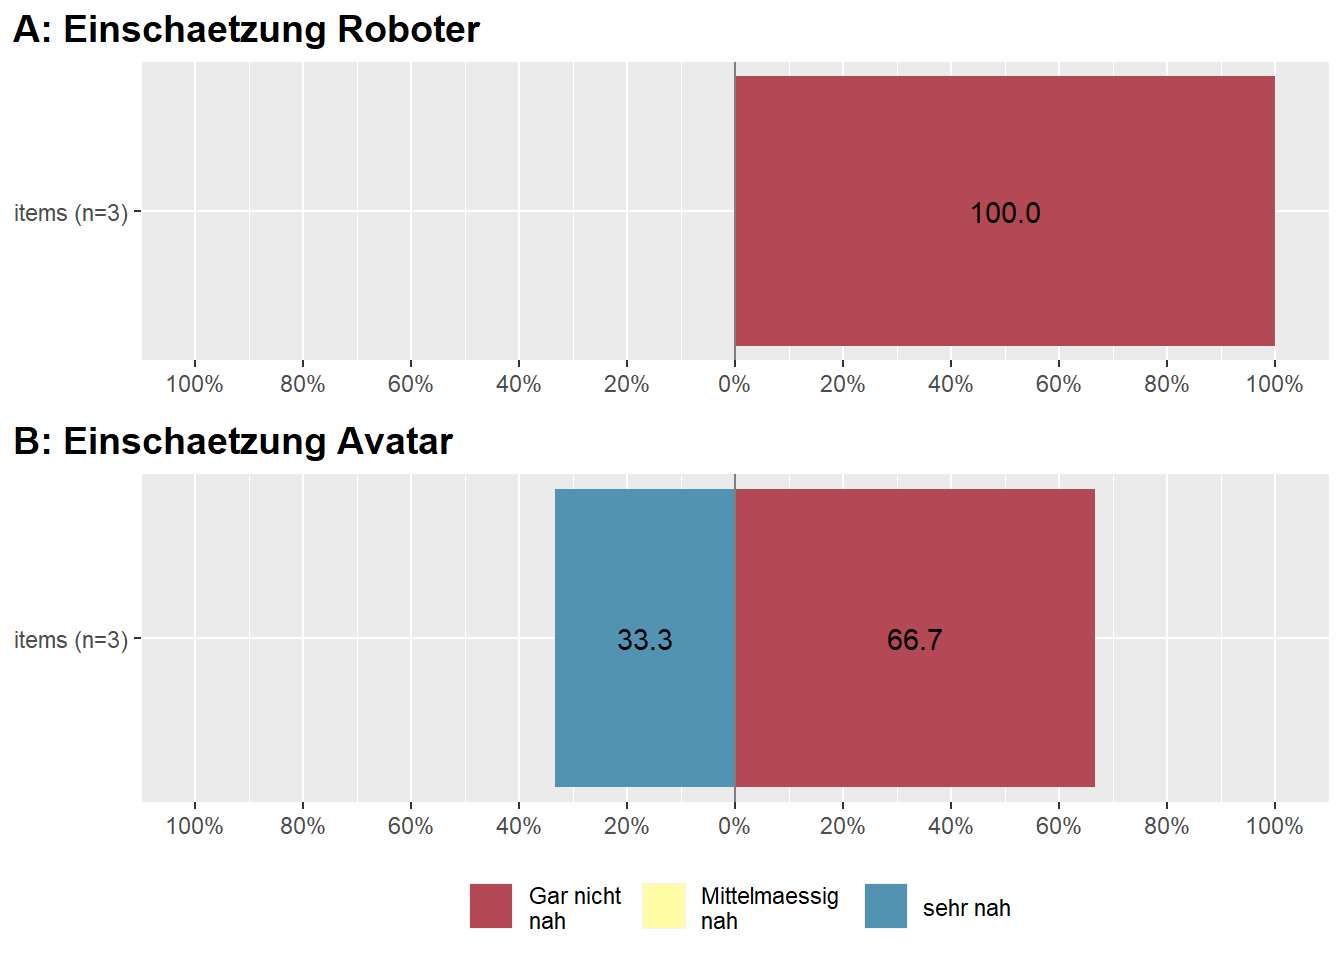 A: Einschaetzung Roboter
items (n=3)
100.0
100% 80% 60% 40% 20% 0% 20% 40% 60% 80% 100%
B: Einschaetzung Avatar
items (n=3)
33.3 66.7
100% 80% 60% 40% 20% 0% 20% 40% 60% 80% 100%
Gar nicht
nah
Mittelmaessig
nah
sehr nah